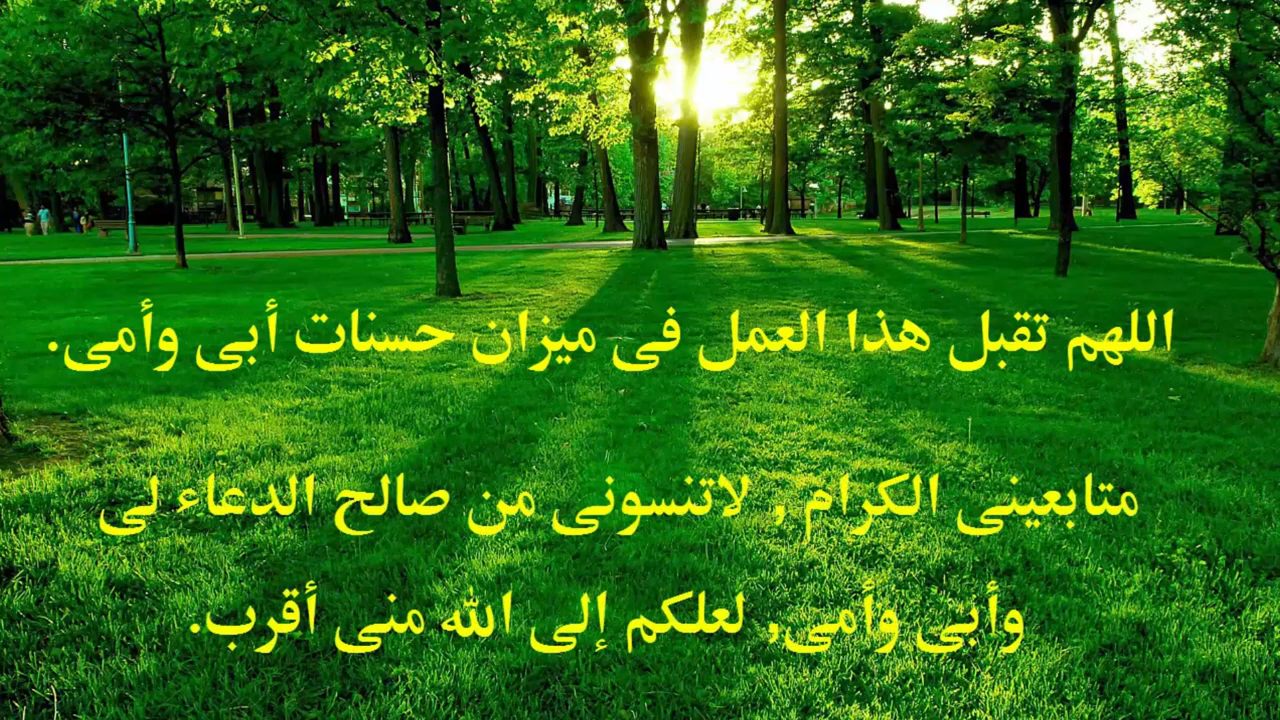 اللهم تقبل هذا العمل فى ميزان حسنات أبى وأمى.
متابعينى الكرام , لاتنسونى من صالح الدعاء لى
وأبى وأمى, لعلكم إلى الله منى أقرب.